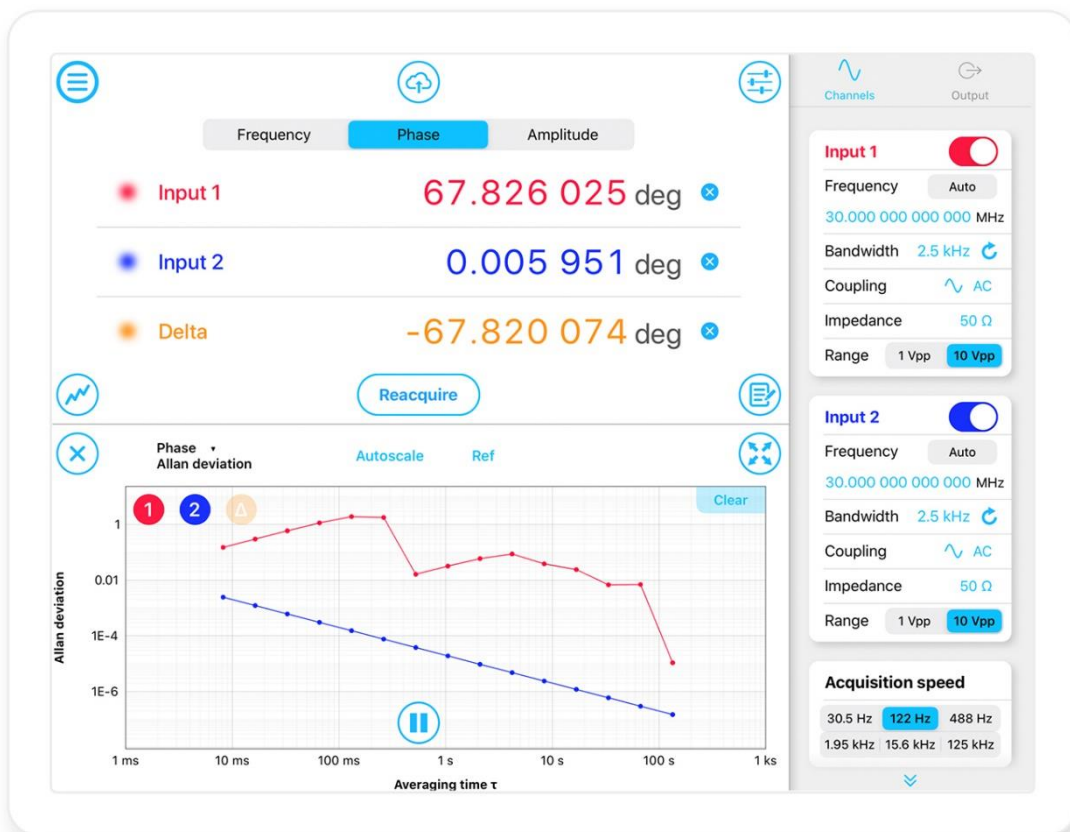 Frequency Phase Amplitude
Input 1 67.826 025 deg
Input 2 0.005 951 deg
Delta -67.820 074 deg
Reacquire
Phase ▾
Allan deviation
Autoscale Ref
Clear
1 2 Δ
Allan deviation
1
0.01
1E-4
1E-6
1 ms 10 ms 100 ms 1 s 10 s 100 s 1 ks
Averaging time τ
Channels Output
Input 1
Frequency Auto
30.000 000 000 000 MHz
Bandwidth 2.5 kHz
Coupling AC
Impedance 50 Ω
Range 1 Vpp 10 Vpp
Input 2
Frequency Auto
30.000 000 000 000 MHz
Bandwidth 2.5 kHz
Coupling AC
Impedance 50 Ω
Range 1 Vpp 10 Vpp
Acquisition speed
30.5 Hz 122 Hz 488 Hz
1.95 kHz 15.6 kHz 125 kHz